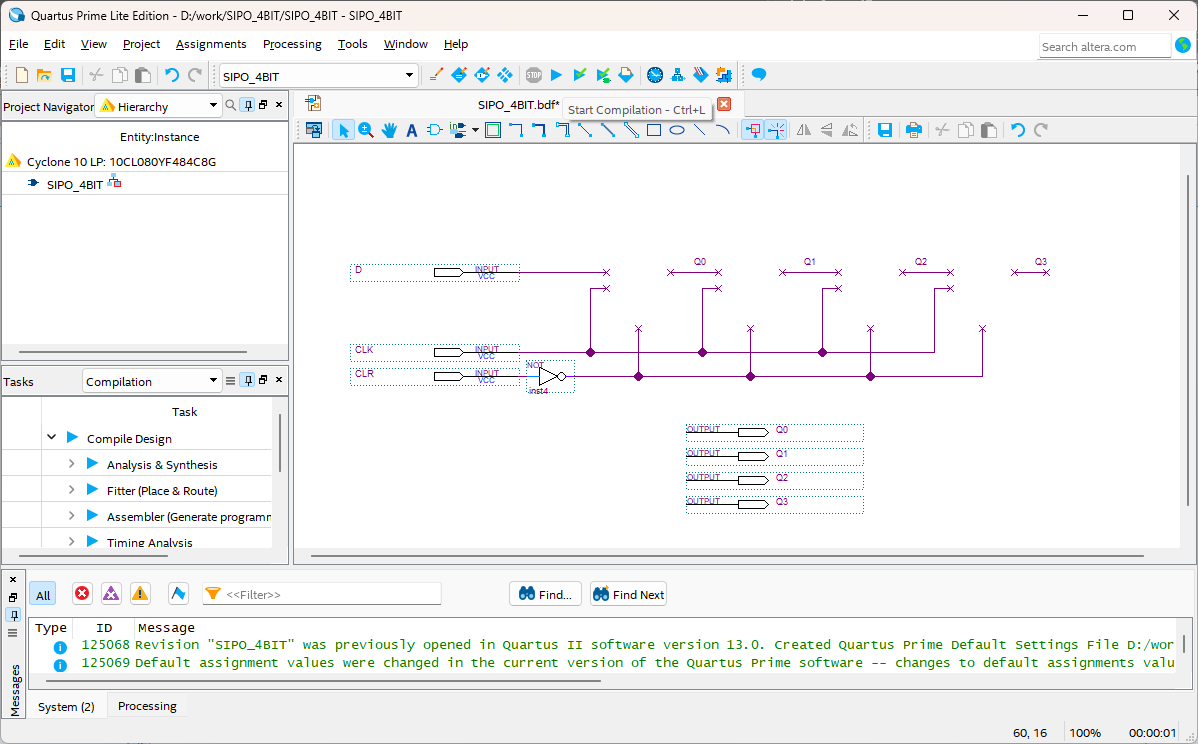 Quartus Prime Lite Edition - D:/work/SIPO_4BIT/SIPO_4BIT - SIPO_4BIT
File Edit View Project Assignments Processing Tools Window Help
Search altera.com
STOP
SIPO_4BIT
Project Navigator Hierarchy
SIPO_4BIT.bdf*
Start Compilation - Ctrl+L
Entity:Instance
Cyclone 10 LP: 10CL080YF484C8G
SIPO_4BIT
A
D INPUT VCC
Q0 Q1 Q2 Q3
CLK INPUT VCC
CLR INPUT VCC
NOT
inst4
OUTPUT Q0
OUTPUT Q1
OUTPUT Q2
OUTPUT Q3
Tasks Compilation
Task
Compile Design
Analysis & Synthesis
Fitter (Place & Route)
Assembler (Generate programm
Timing Analysis
All <<Filter>> Find... Find Next
Type ID Message
125068 Revision "SIPO_4BIT" was previously opened in Quartus II software version 13.0. Created Quartus Prime Default Settings File D:/wor
125069 Default assignment values were changed in the current version of the Quartus Prime software -- changes to default assignments valu
Messages
System (2) Processing
60, 16 100% 00:00:01